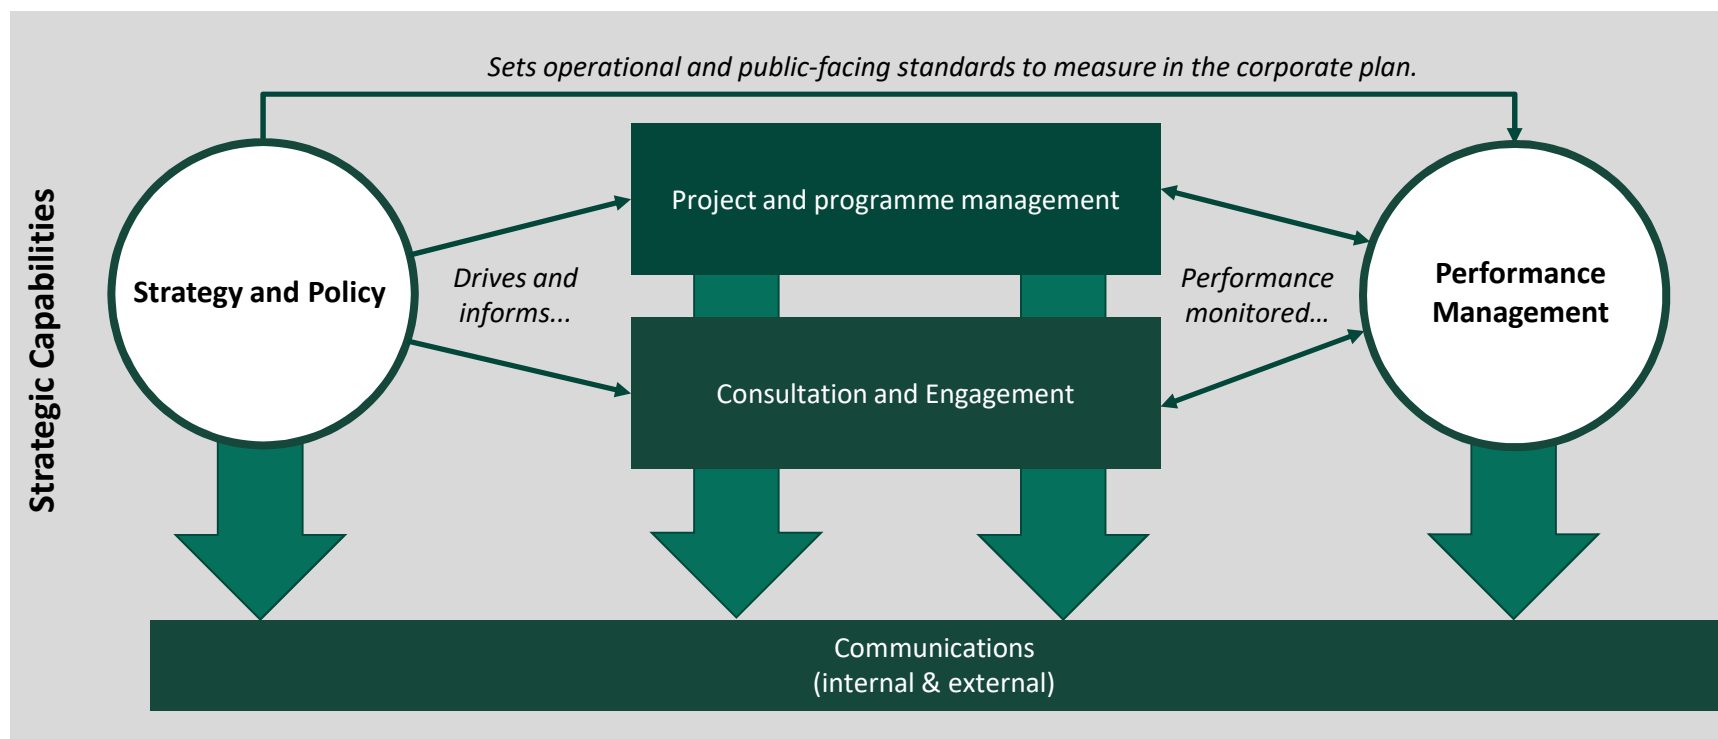 Sets operational and public-facing standards to measure in the corporate plan.
Strategic Capabilities
Strategy and Policy
Drives and
informs...
Project and programme management
Consultation and Engagement
Performance
monitored...
Performance
Management
Communications
(internal & external)